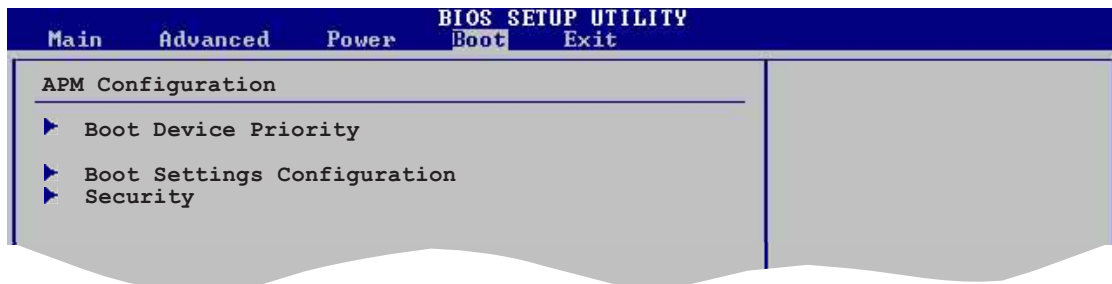 BIOS SETUP UTILITY
Main Advanced Power Boot Exit
APM Configuration
Boot Device Priority
Boot Settings Configuration
Security